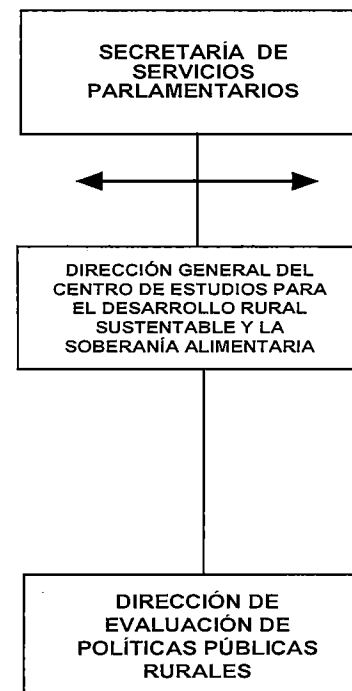 SECRETARÍA DE
SERVICIOS
PARLAMENTARIOS
DIRECCIÓN GENERAL DEL
CENTRO DE ESTUDIOS PARA
EL DESARROLLO RURAL
SUSTENTABLE Y LA
SOBERANÍA ALIMENTARIA
DIRECCIÓN DE
EVALUACIÓN DE
POLÍTICAS PÚBLICAS
RURALES